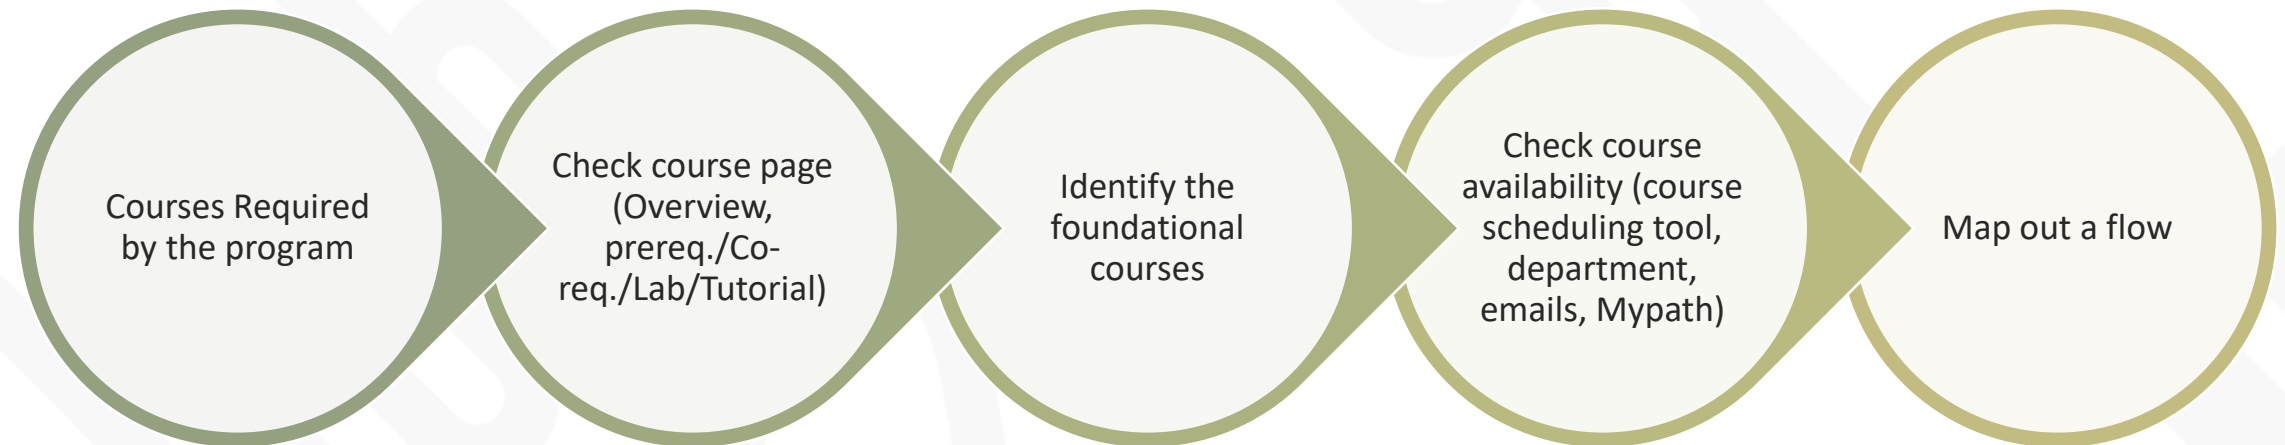 Courses Required
by the program
Check course page
(Overview,
prereq./Co-
req./Lab/Tutorial)
Identify the
foundational
courses
Check course
availability (course
scheduling tool,
department,
emails, Mypath)
Map out a flow